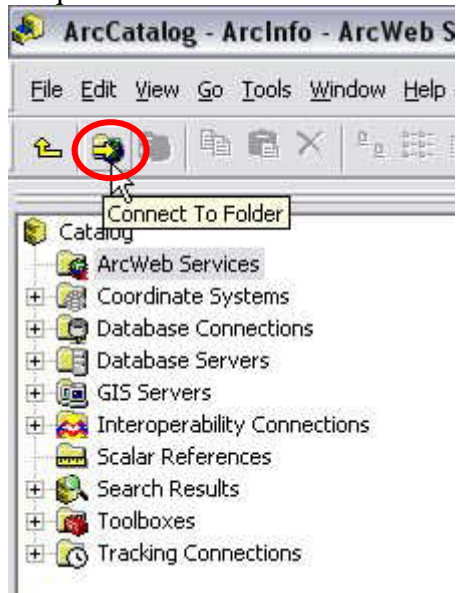 ArcCatalog - ArcInfo - ArcWeb S
File Edit View Go Tools Window Help
Connect To Folder
Catalog
ArcWeb Services
Coordinate Systems
Database Connections
Database Servers
GIS Servers
Interoperability Connections
Scalar References
Search Results
Toolboxes
Tracking Connections